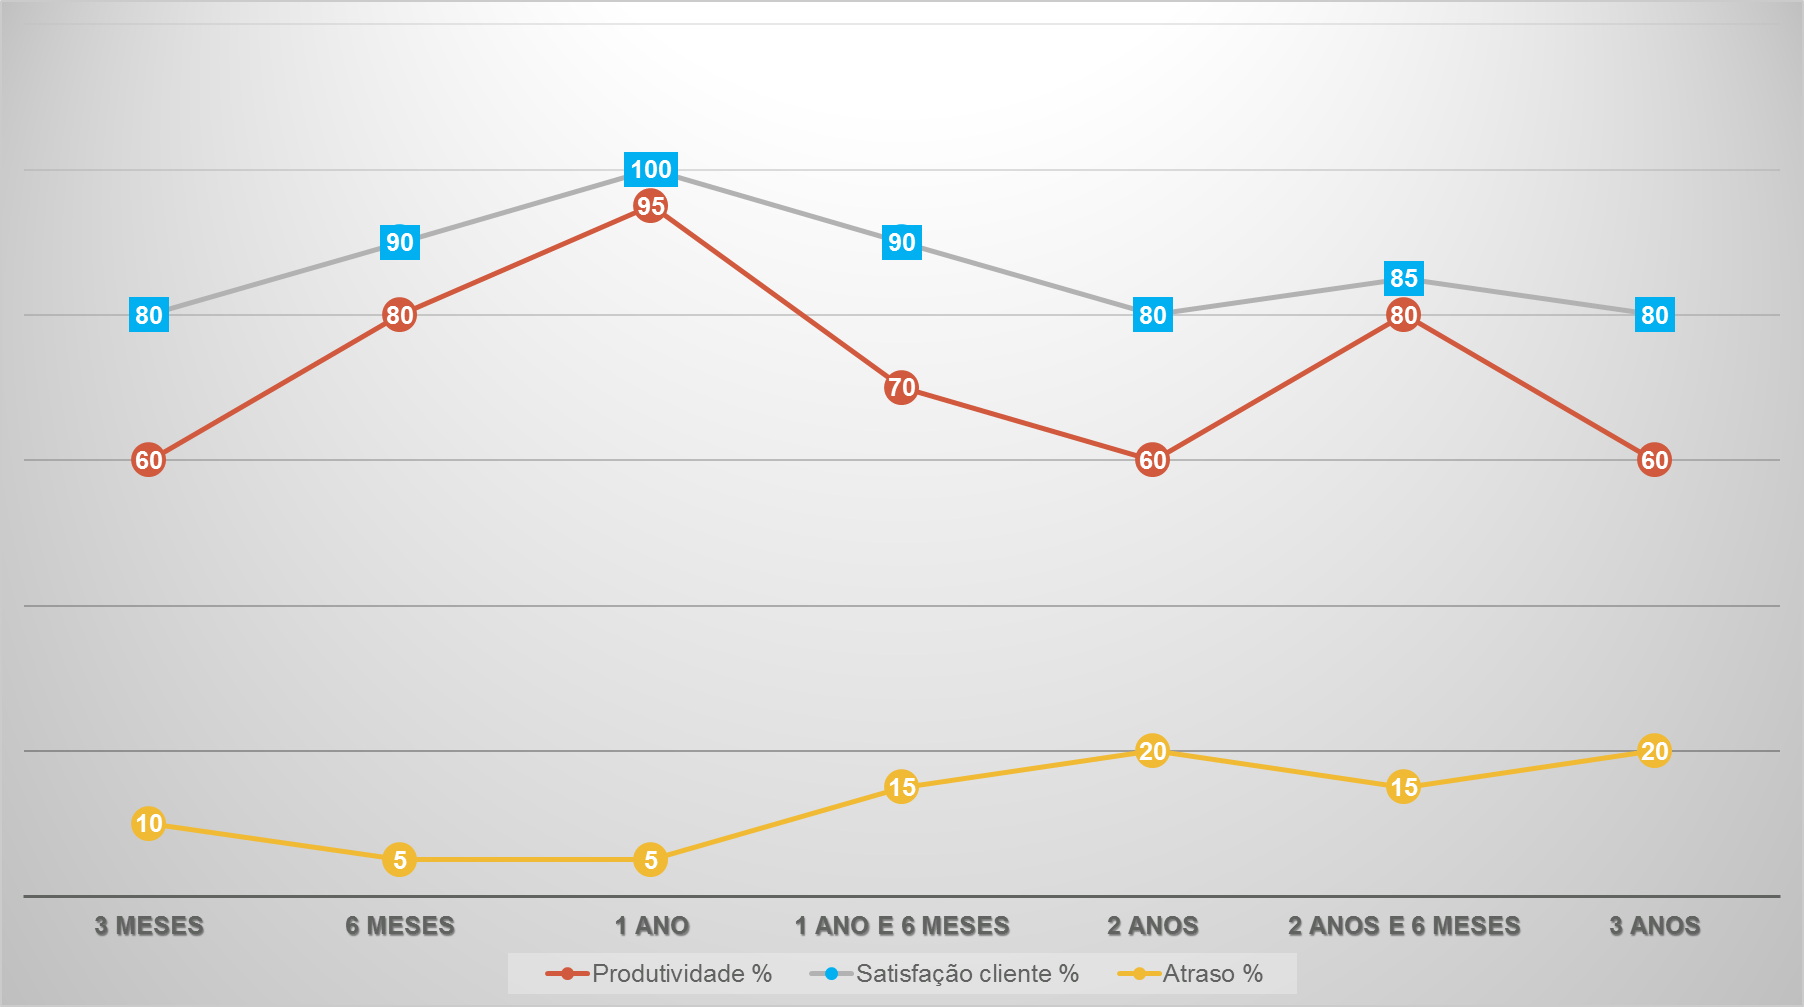 100
95
90
90
85
80
80
80
80
80
70
60
60
60
20
20
15
15
10
5
5
3 MESES
6 MESES
1 ANO
1 ANO E 6 MESES
2 ANOS
2 ANOS E 6 MESES
3 ANOS
Produtividade %
Satisfação cliente %
Atraso %